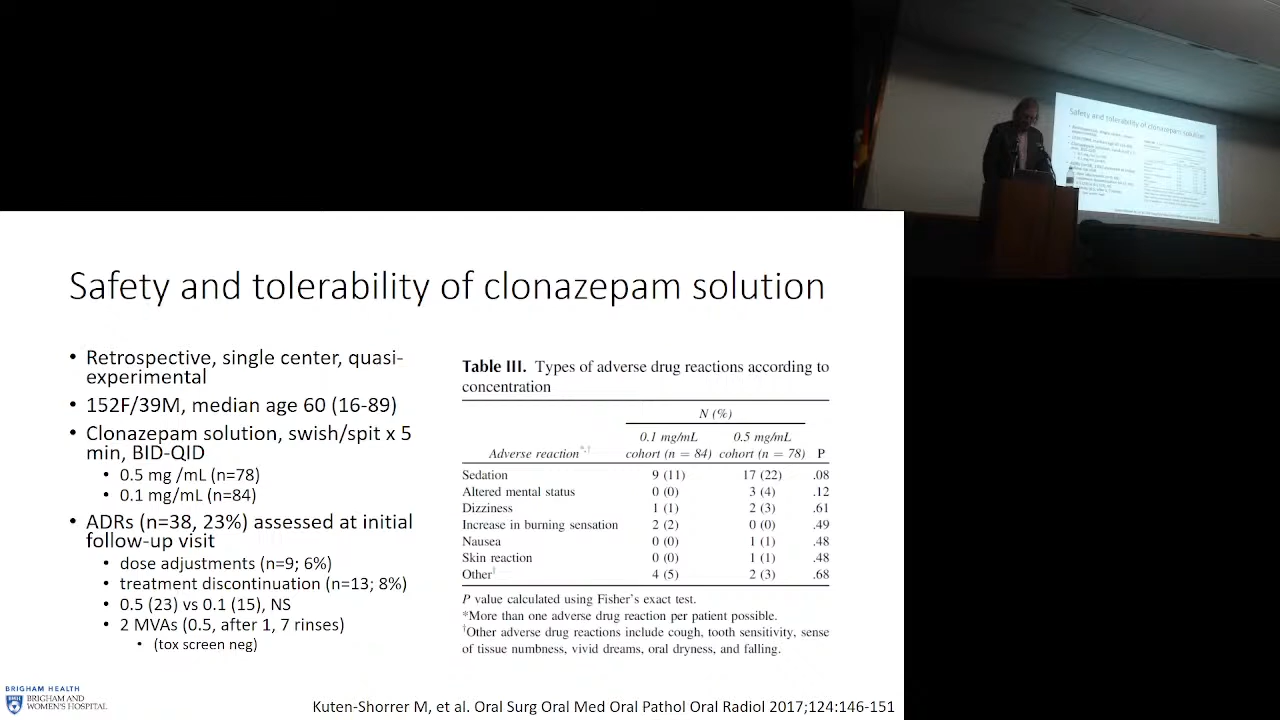 Safety and tolerability of clonazepam solution
• Retrospective, single center, quasi-
experimental
• 152F/39M, median age 60 (16-89)
• Clonazepam solution, swish/spit x 5
min, BID-QID
• 0.5 mg /mL (n=78)
• 0.1 mg/mL (n=84)
• ADRs (n=38, 23%) assessed at initial
follow-up visit
• dose adjustments (n=9; 6%)
• treatment discontinuation (n=13; 8%)
• 0.5 (23) vs 0.1 (15), NS
• 2 MVAs (0.5, after 1, 7 rinses)
• (tox screen neg)
Table III. Types of adverse drug reactions according to
concentration
N (%)
0.1 mg/mL 0.5 mg/mL
Adverse reaction*,† cohort (n = 84) cohort (n = 78) P
Sedation 9 (11) 17 (22) .08
Altered mental status 0 (0) 3 (4) .12
Dizziness 1 (1) 2 (3) .61
Increase in burning sensation 2 (2) 0 (0) .49
Nausea 0 (0) 1 (1) .48
Skin reaction 0 (0) 1 (1) .48
Other† 4 (5) 2 (3) .68
P value calculated using Fisher's exact test.
*More than one adverse drug reaction per patient possible.
†Other adverse drug reactions include cough, tooth sensitivity, sense
of tissue numbness, vivid dreams, oral dryness, and falling.
BRIGHAM HEALTH
BRIGHAM AND
WOMEN'S HOSPITAL
Kuten-Shorrer M, et al. Oral Surg Oral Med Oral Pathol Oral Radiol 2017;124:146-151
Safety and tolerability of clonazepam solution